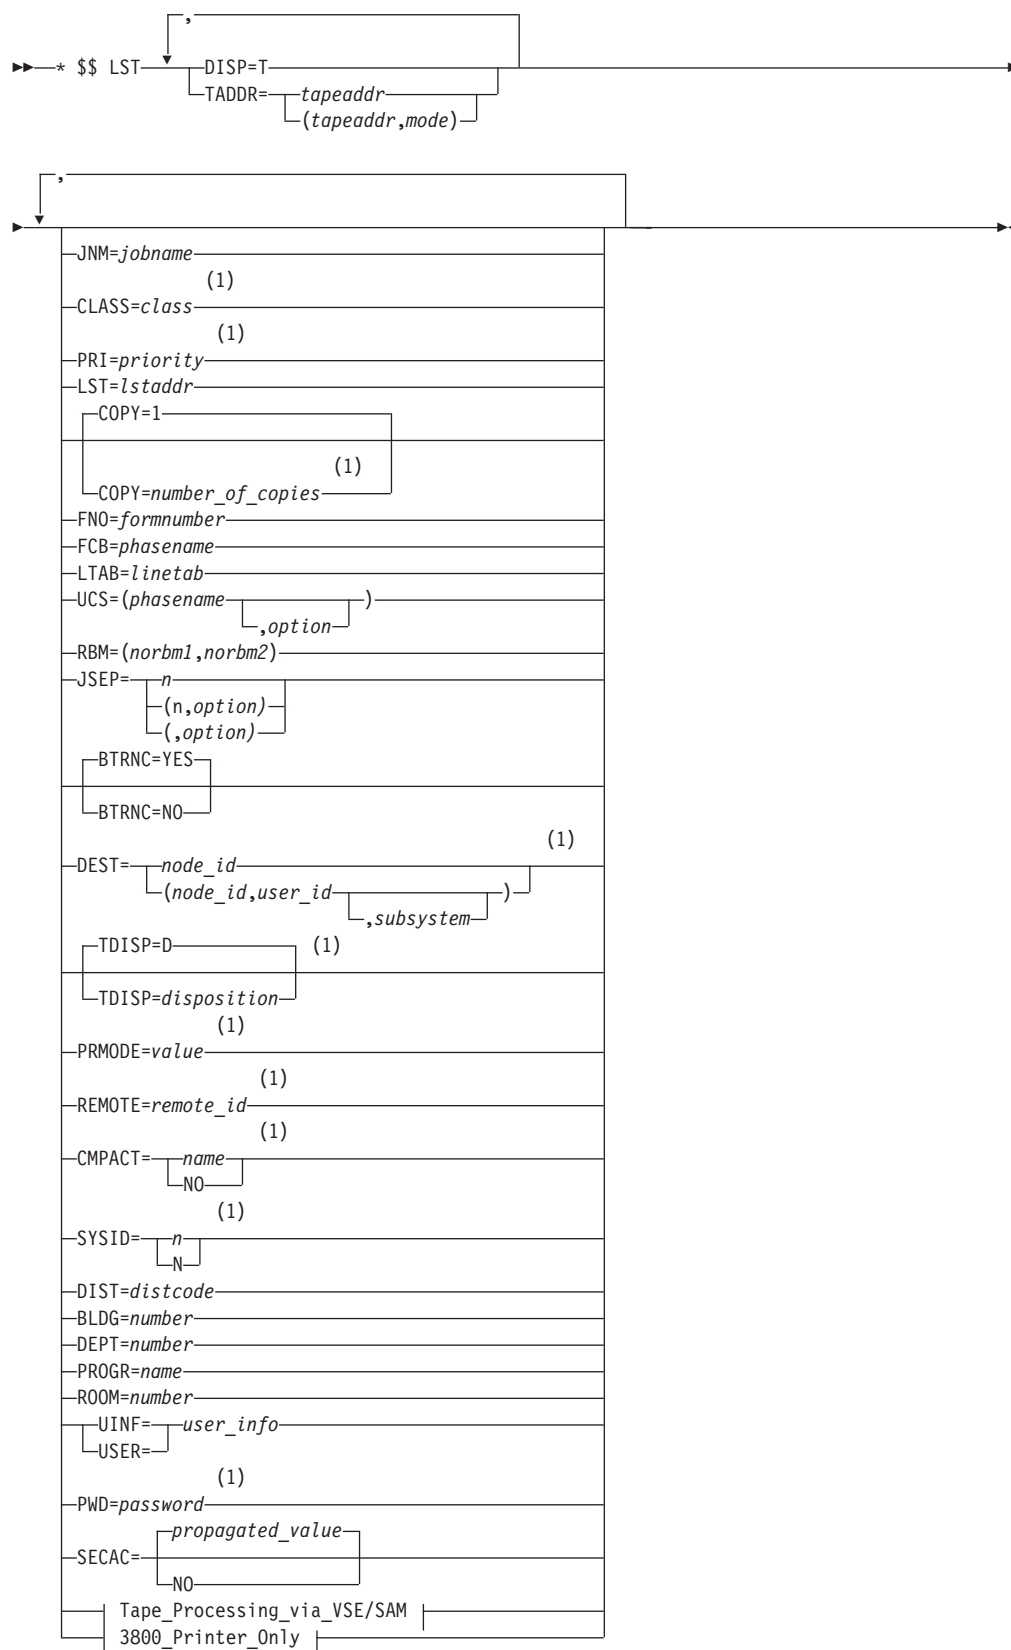 ,
* $$ LST DISP=T
TADDR= tapeaddr
(tapeaddr,mode)
,
JNM=jobname
(1)
CLASS=class
(1)
PRI=priority
LST=lstaddr
COPY=1
(1)
COPY=number_of_copies
FNO=formnumber
FCB=phasename
LTAB=linetab
UCS=(phasename )
,option
RBM=(norbm1,norbm2)
JSEP= n
(n,option)
(,option)
BTRNC=YES
BTRNC=NO
(1)
DEST= node_id
(node_id,user_id )
,subsystem
TDISP=D (1)
TDISP=disposition
(1)
PRMODE=value
(1)
REMOTE=remote_id
(1)
CMPACT= name
NO
(1)
SYSID= n
N
DIST=distcode
BLDG=number
DEPT=number
PROGR=name
ROOM=number
UINF= user_info
USER=
(1)
PWD=password
propagated_value
SECAC=
NO
Tape_Processing_via_VSE/SAM
3800_Printer_Only